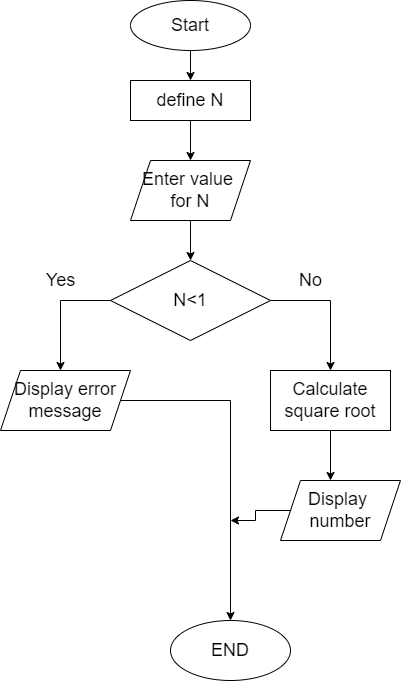 Start
define N
Enter value
for N
N<1
Yes
No
Display error
message
Calculate
square root
Display
number
END